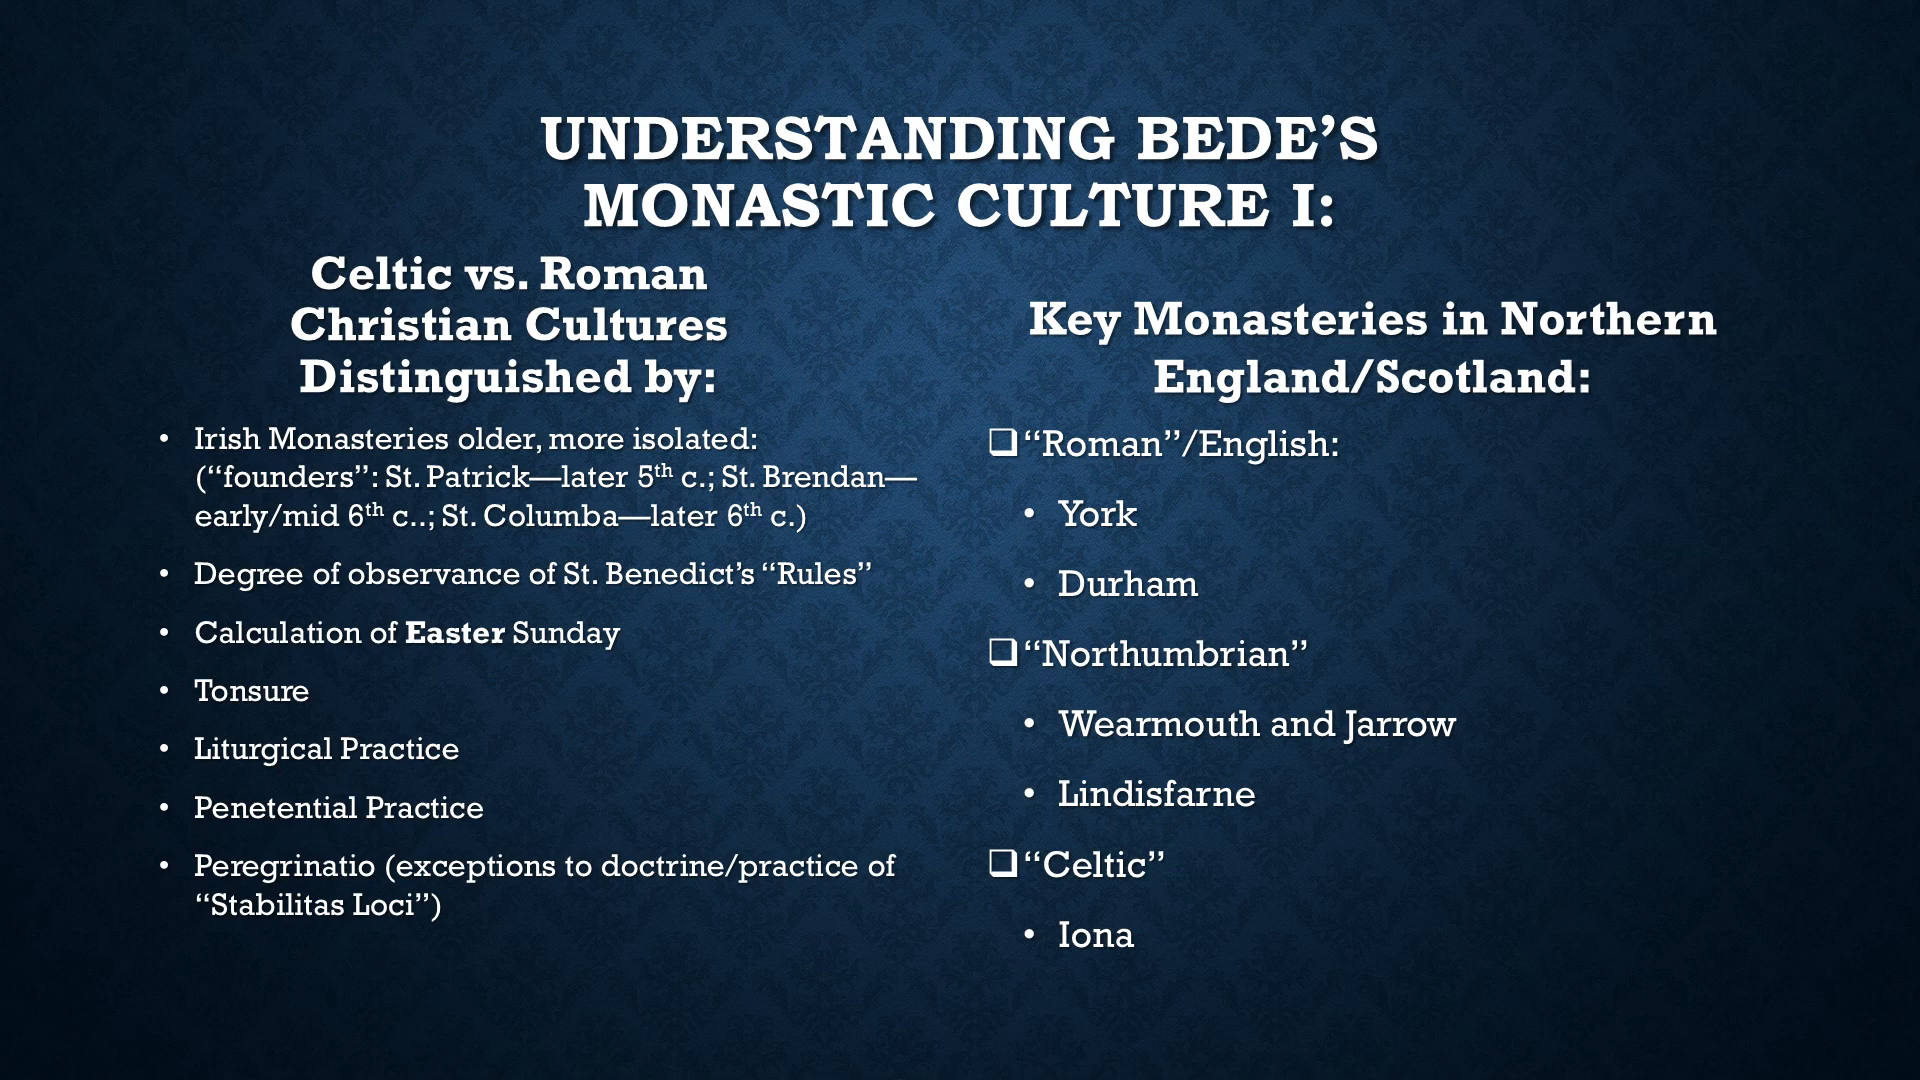 UNDERSTANDING BEDE’S
MONASTIC CULTURE I:
Celtic vs. Roman
Christian Cultures
Distinguished by:
• Irish Monasteries older, more isolated:
(“founders”: St. Patrick—later 5th c.; St. Brendan—
early/mid 6th c..; St. Columba—later 6th c.)
• Degree of observance of St. Benedict’s “Rules”
• Calculation of Easter Sunday
• Tonsure
• Liturgical Practice
• Penetential Practice
• Peregrinatio (exceptions to doctrine/practice of
“Stabilitas Loci”)
Key Monasteries in Northern
England/Scotland:
❑“Roman”/English:
• York
• Durham
❑“Northumbrian”
• Wearmouth and Jarrow
• Lindisfarne
❑“Celtic”
• Iona